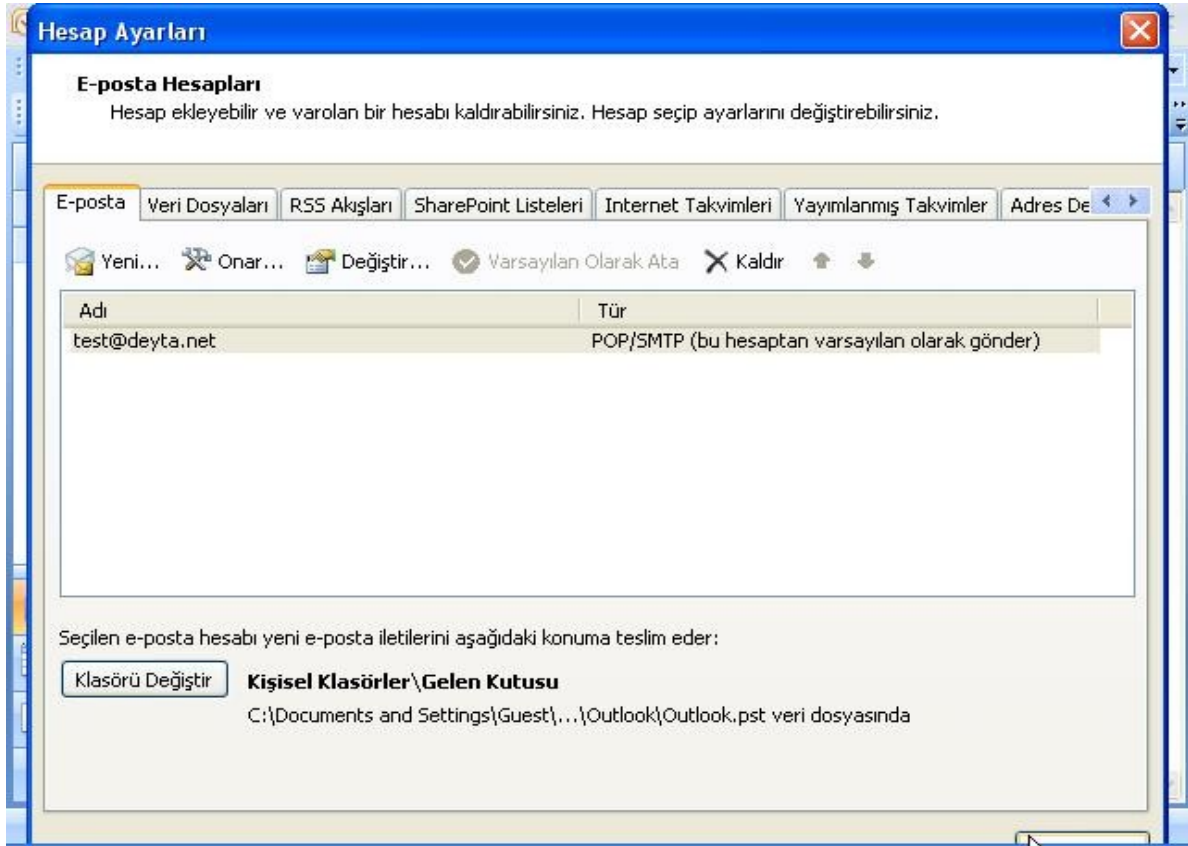 Hesap Ayarları
E-posta Hesapları
Hesap ekleyebilir ve varolan bir hesabı kaldırabilirsiniz. Hesap seçip ayarlarını değiştirebilirsiniz.
E-posta Veri Dosyaları RSS Akışları SharePoint Listeleri Internet Takvimleri Yayımlanmış Takvimler Adres De
Yeni... Onar... Değiştir... Varsayılan Olarak Ata Kaldır
Adı Tür
test@deyta.net POP/SMTP (bu hesaptan varsayılan olarak gönder)
Seçilen e-posta hesabı yeni e-posta iletilerini aşağıdaki konuma teslim eder:
Klasörü Değiştir Kişisel Klasörler\Gelen Kutusu
C:\Documents and Settings\Guest\...\Outlook\Outlook.pst veri dosyasında